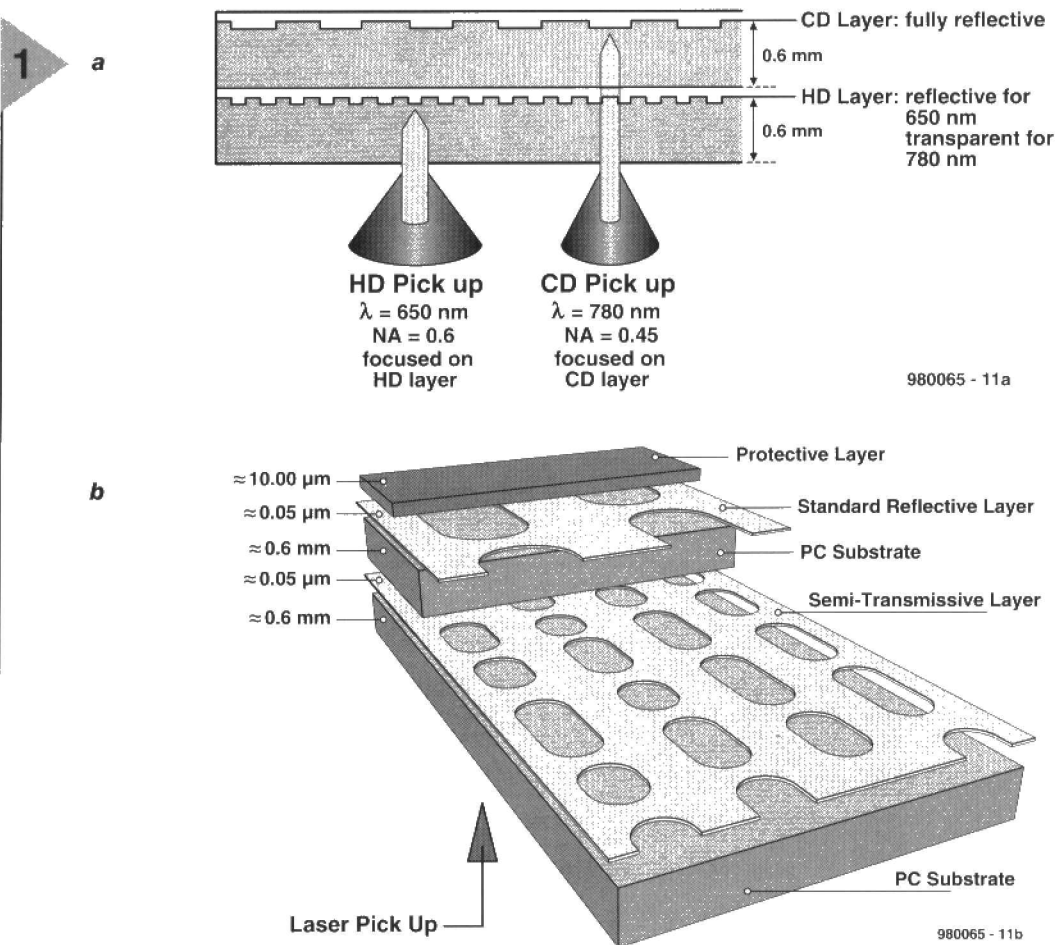 1
a
CD Layer: fully reflective
0.6 mm
HD Layer: reflective for
650 nm
transparent for
780 nm
0.6 mm
HD Pick up
λ = 650 nm
NA = 0.6
focused on
HD layer
CD Pick up
λ = 780 nm
NA = 0.45
focused on
CD layer
980065 - 11a
b
≈ 10.00 µm
≈ 0.05 µm
≈ 0.6 mm
≈ 0.05 µm
≈ 0.6 mm
Protective Layer
Standard Reflective Layer
PC Substrate
Semi-Transmissive Layer
PC Substrate
Laser Pick Up
980065 - 11b